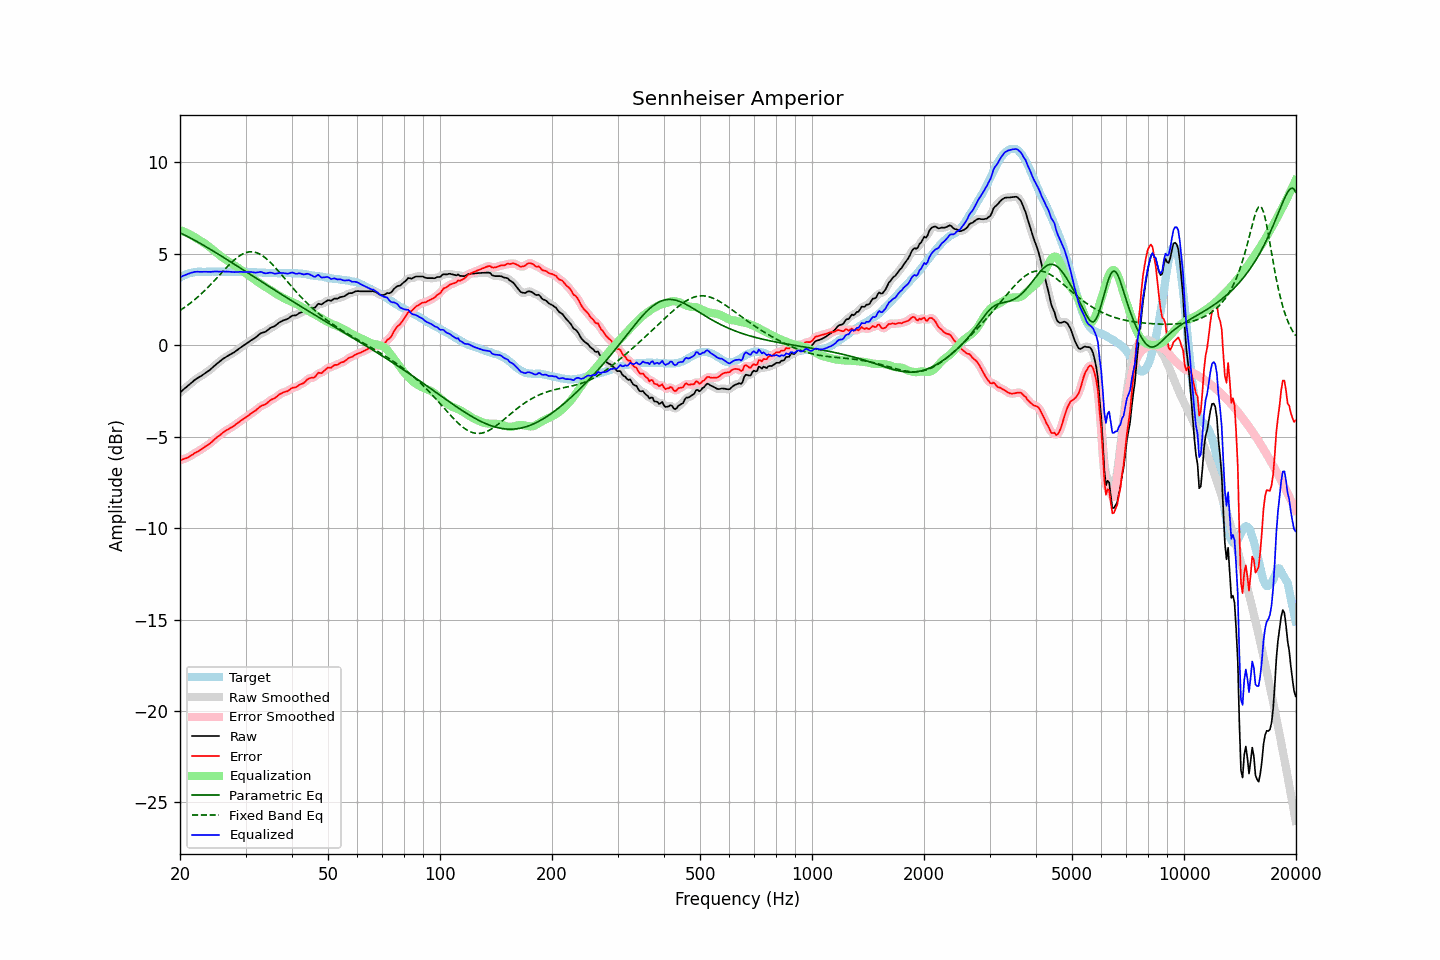 Sennheiser Amperior
Amplitude (dBr)
10
5
0
−5
−10
−15
−20
−25
Target
Raw Smoothed
Error Smoothed
Raw
Error
Equalization
Parametric Eq
Fixed Band Eq
Equalized
20 50 100 200 500 1000 2000 5000 10000 20000
Frequency (Hz)